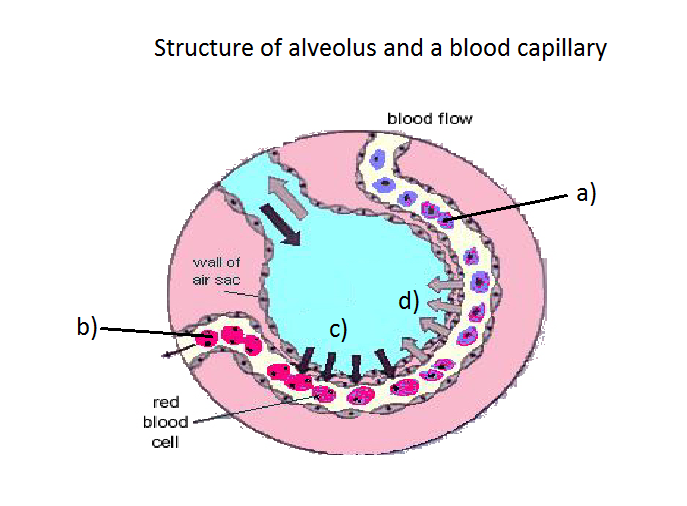 Structure of alveolus and a blood capillary
blood flow
a)
wall of
air sac
d)
c)
b)
red
blood
cell